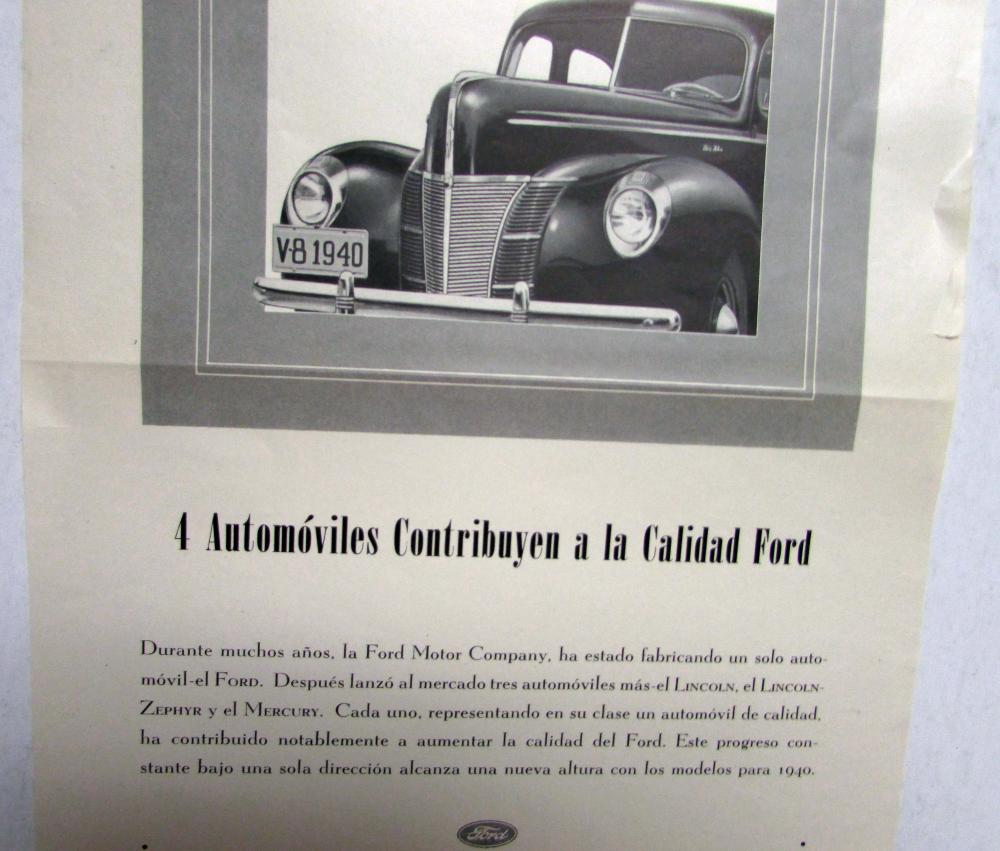 V·8 1940
4 Automóviles Contribuyen a la Calidad Ford
Durante muchos años, la Ford Motor Company, ha estado fabricando un solo auto-
móvil-el FORD. Después lanzó al mercado tres automóviles más-el LINCOLN, el LINCOLN-
ZEPHYR y el MERCURY. Cada uno, representando en su clase un automóvil de calidad,
ha contribuido notablemente a aumentar la calidad del Ford. Este progreso con-
stante bajo una sola dirección alcanza una nueva altura con los modelos para 1940.
Ford